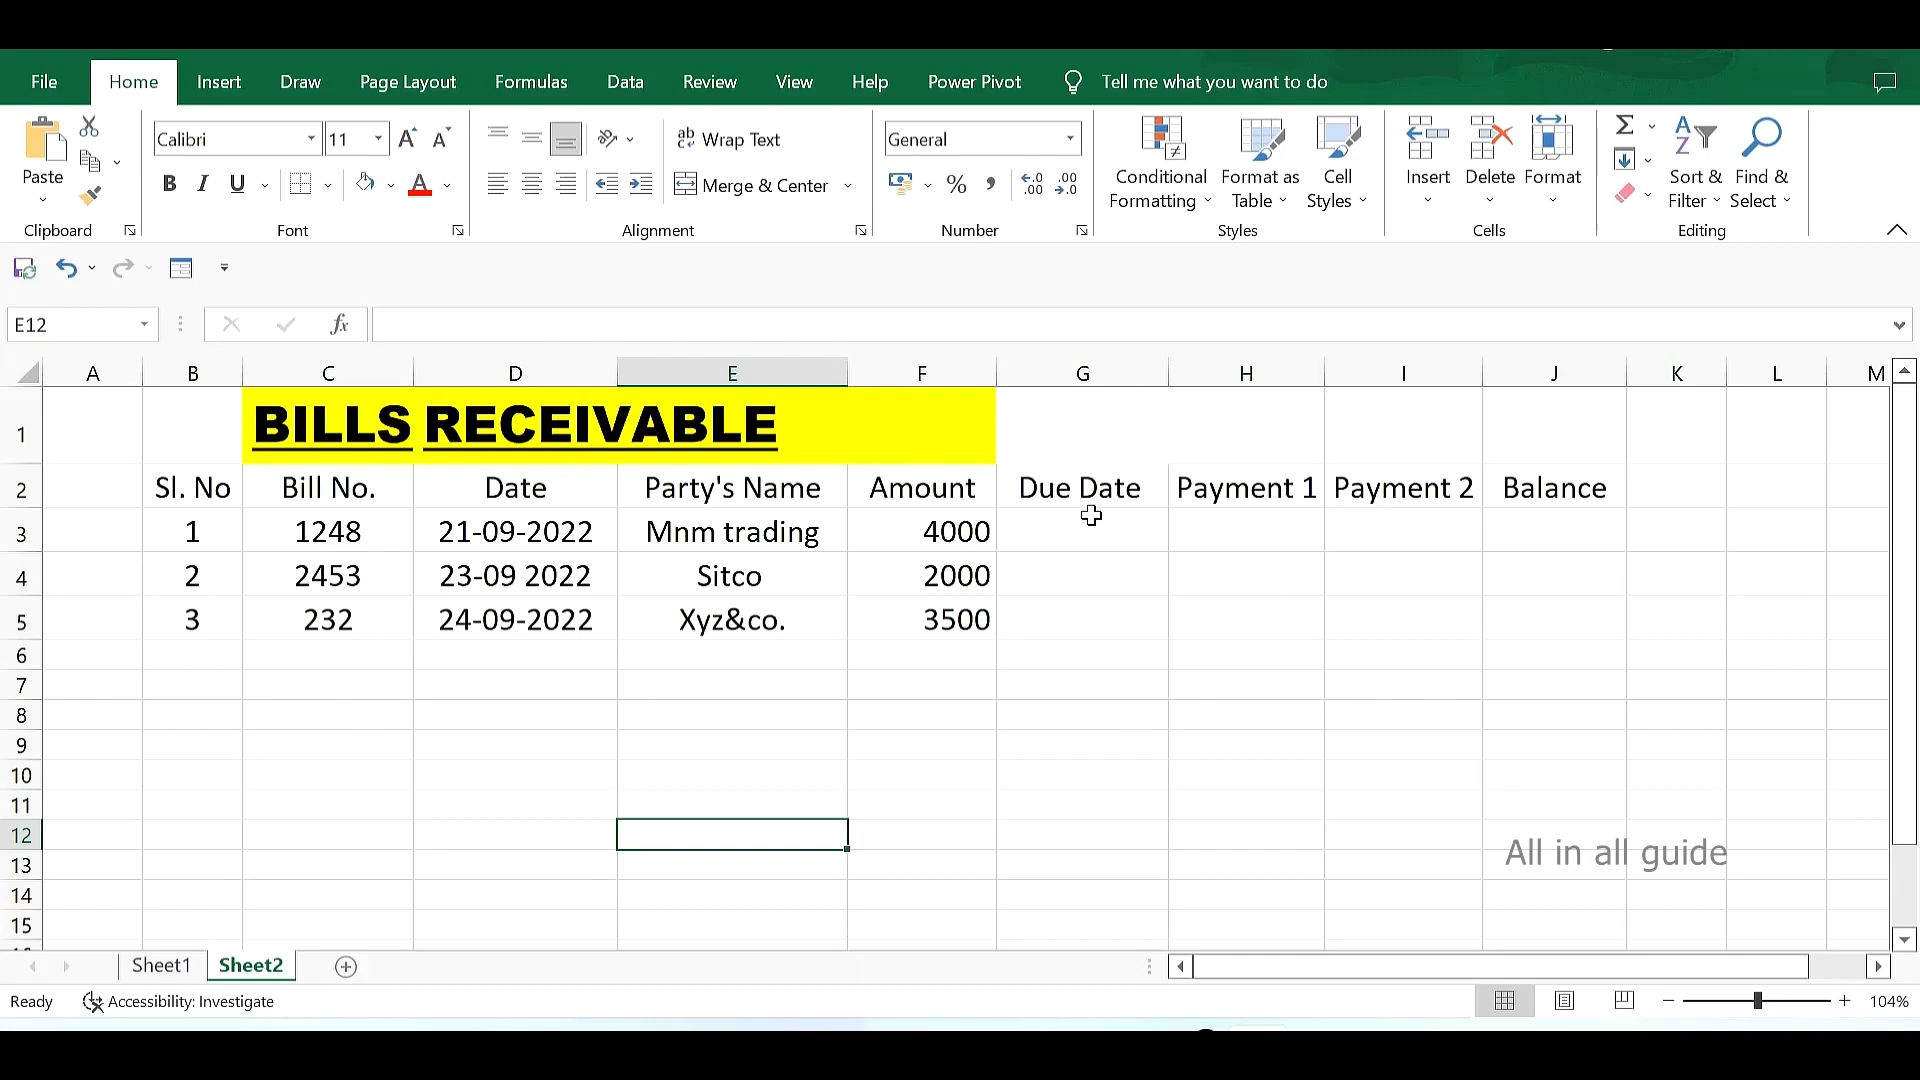 File Home Insert Draw Page Layout Formulas Data Review View Help Power Pivot Tell me what you want to do
Paste
Clipboard
Calibri 11
B I U
Font
Wrap Text
Merge & Center
Alignment
General
% ,
Number
Conditional Formatting
Format as Table
Cell Styles
Styles
Insert Delete Format
Cells
Sort & Filter
Find & Select
Editing
E12 fx
A B C D E F G H I J K L M
1 BILLS RECEIVABLE
2 Sl. No Bill No. Date Party's Name Amount Due Date Payment 1 Payment 2 Balance
3 1 1248 21-09-2022 Mnm trading 4000
4 2 2453 23-09 2022 Sitco 2000
5 3 232 24-09-2022 Xyz&co. 3500
6
7
8
9
10
11
12
13
14
15
All in all guide
Sheet1 Sheet2
Ready Accessibility: Investigate 104%